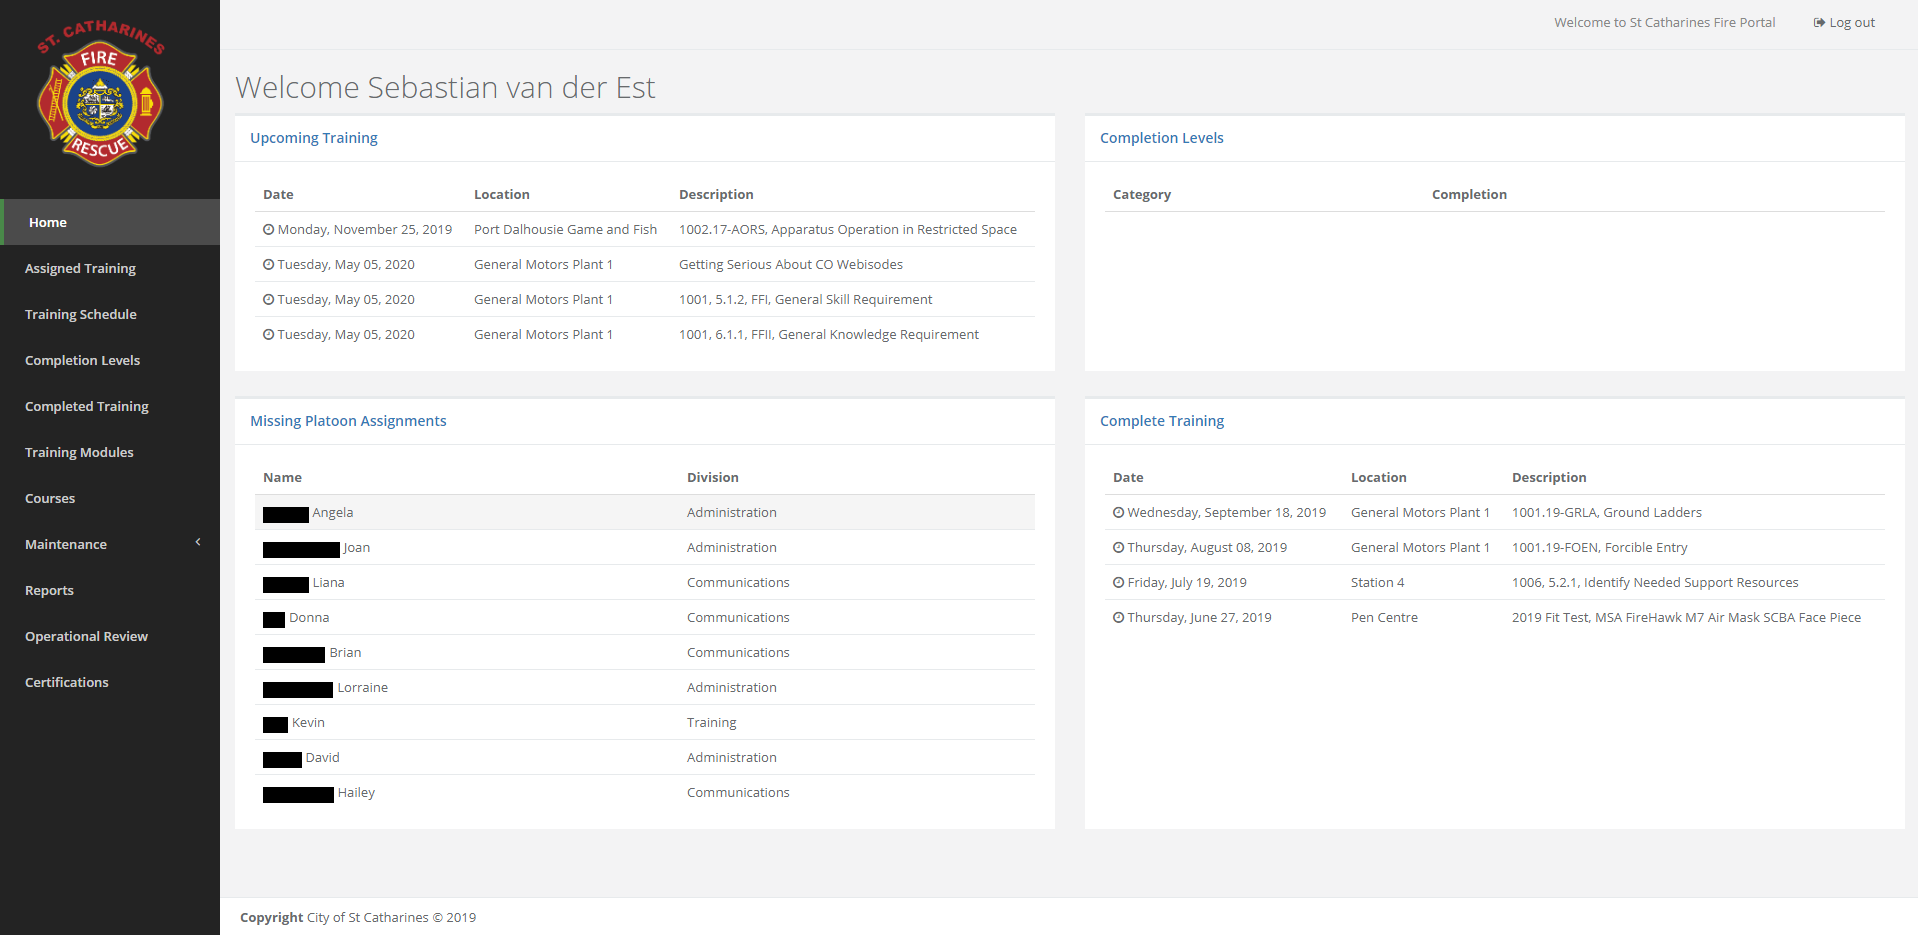 ST. CATHARINES
FIRE
RESCUE
Home
Assigned Training
Training Schedule
Completion Levels
Completed Training
Training Modules
Courses
Maintenance
Reports
Operational Review
Certifications
Welcome to St Catharines Fire Portal Log out
Welcome Sebastian van der Est
Upcoming Training
Date Location Description
Monday, November 25, 2019 Port Dalhousie Game and Fish 1002.17-AORS, Apparatus Operation in Restricted Space
Tuesday, May 05, 2020 General Motors Plant 1 Getting Serious About CO Webisodes
Tuesday, May 05, 2020 General Motors Plant 1 1001, 5.1.2, FFI, General Skill Requirement
Tuesday, May 05, 2020 General Motors Plant 1 1001, 6.1.1, FFII, General Knowledge Requirement
Completion Levels
Category Completion
Missing Platoon Assignments
Name Division
Angela Administration
Joan Administration
Liana Communications
Donna Communications
Brian Communications
Lorraine Administration
Kevin Training
David Administration
Hailey Communications
Complete Training
Date Location Description
Wednesday, September 18, 2019 General Motors Plant 1 1001.19-GRLA, Ground Ladders
Thursday, August 08, 2019 General Motors Plant 1 1001.19-FOEN, Forcible Entry
Friday, July 19, 2019 Station 4 1006, 5.2.1, Identify Needed Support Resources
Thursday, June 27, 2019 Pen Centre 2019 Fit Test, MSA FireHawk M7 Air Mask SCBA Face Piece
Copyright City of St Catharines © 2019